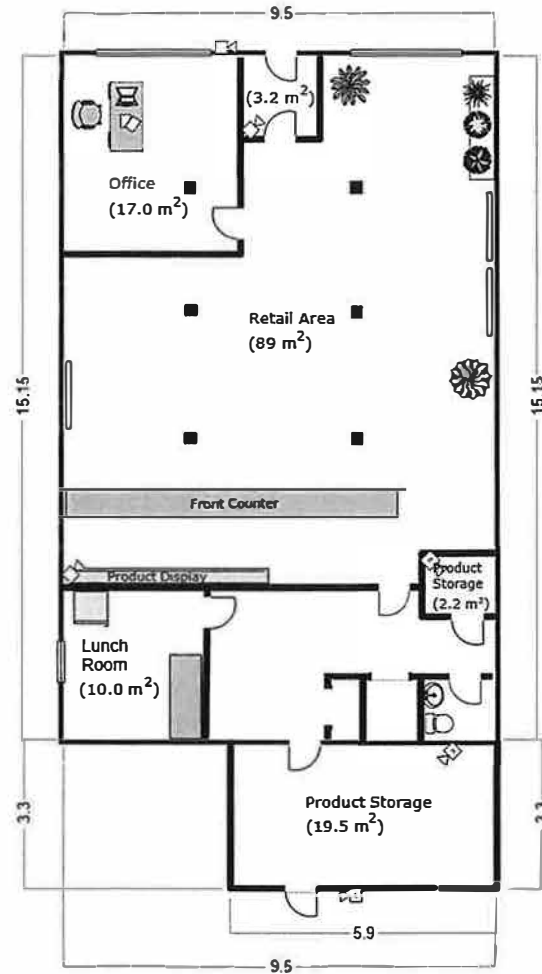 9.5
(3.2 m²)
Office
(17.0 m²)
Retail Area
(89 m²)
15.15
15.15
Front Counter
Product Display
Product
Storage
(2.2 m²)
Lunch
Room
(10.0 m²)
Product Storage
(19.5 m²)
3.3
3.3
5.9
9.5